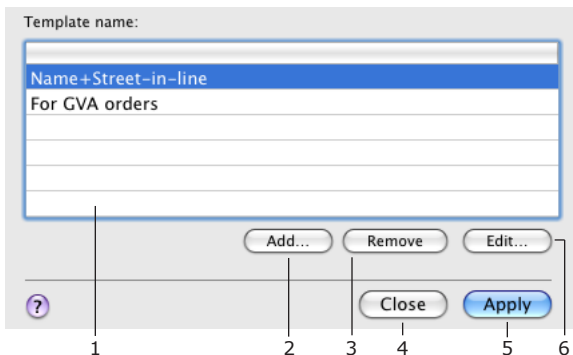 Template name:
Name+Street-in-line
For GVA orders
Add... Remove Edit...
? Close Apply
1 2 3 4 5 6